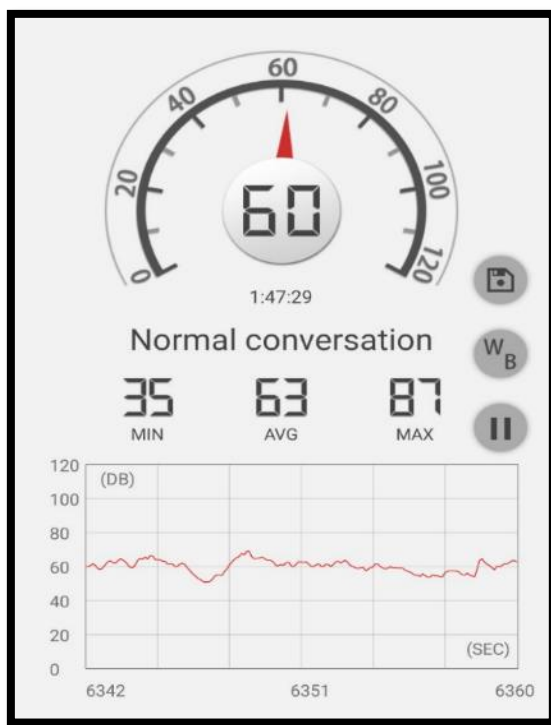 0 20 40 60 80 100 120
60
1:47:29
Normal conversation
W
B
35 63 87
MIN AVG MAX
120
(DB)
100
80
60
40
20
(SEC)
0
6342 6351 6360